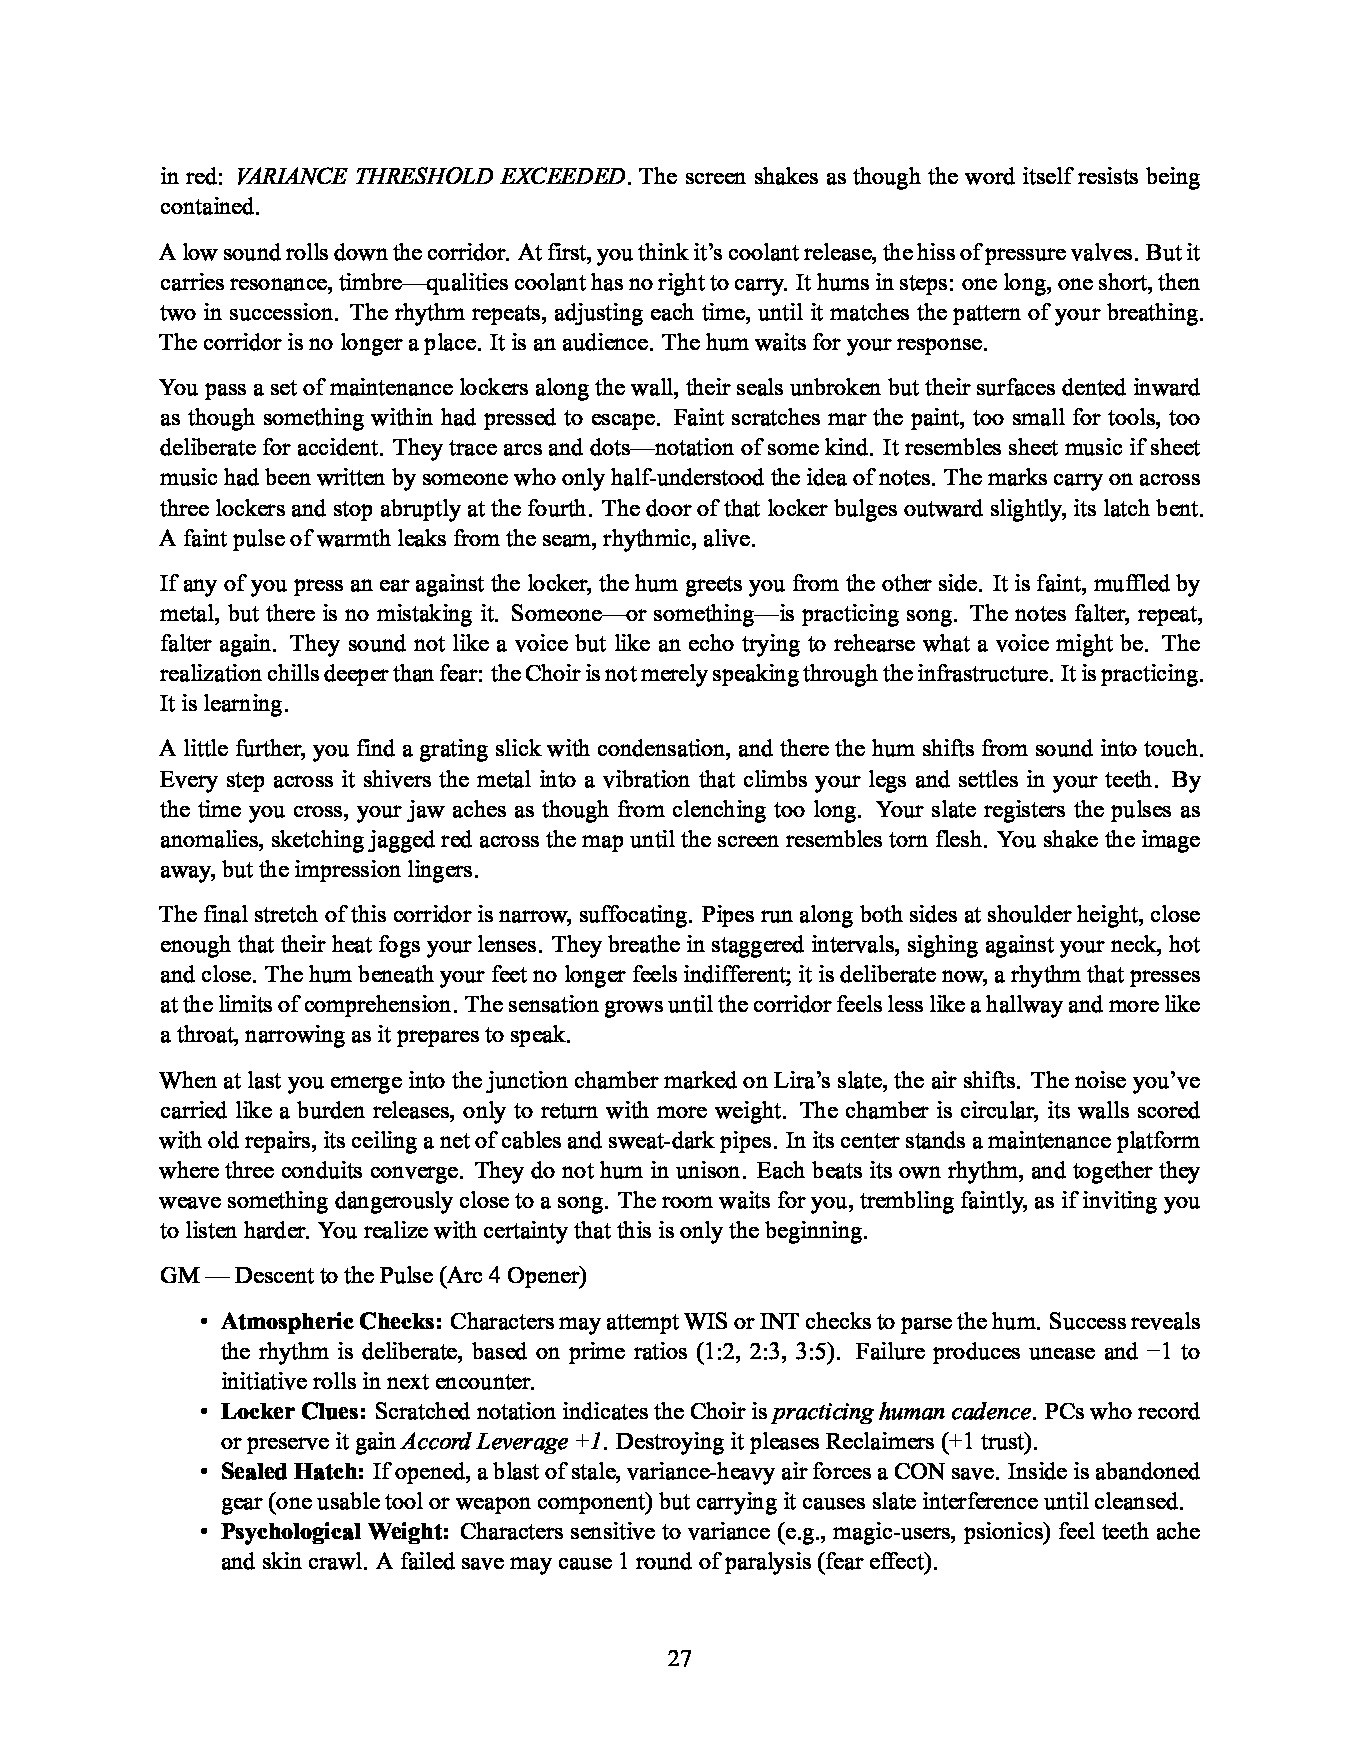 in red: VARIANCE THRESHOLD EXCEEDED. The screen shakes as though the word itself resists being
contained.
A low sound rolls down the corridor. At first, you think it’s coolant release, the hiss of pressure valves. But it
carries resonance, timbre—qualities coolant has no right to carry. It hums in steps: one long, one short, then
two in succession. The rhythm repeats, adjusting each time, until it matches the pattern of your breathing.
The corridor is no longer a place. It is an audience. The hum waits for your response.
You pass a set of maintenance lockers along the wall, their seals unbroken but their surfaces dented inward
as though something within had pressed to escape. Faint scratches mar the paint, too small for tools, too
deliberate for accident. They trace arcs and dots—notation of some kind. It resembles sheet music if sheet
music had been written by someone who only half-understood the idea of notes. The marks carry on across
three lockers and stop abruptly at the fourth. The door of that locker bulges outward slightly, its latch bent.
A faint pulse of warmth leaks from the seam, rhythmic, alive.
If any of you press an ear against the locker, the hum greets you from the other side. It is faint, muffled by
metal, but there is no mistaking it. Someone—or something—is practicing song. The notes falter, repeat,
falter again. They sound not like a voice but like an echo trying to rehearse what a voice might be. The
realization chills deeper than fear: the Choir is not merely speaking through the infrastructure. It is practicing.
It is learning.
A little further, you find a grating slick with condensation, and there the hum shifts from sound into touch.
Every step across it shivers the metal into a vibration that climbs your legs and settles in your teeth. By
the time you cross, your jaw aches as though from clenching too long. Your slate registers the pulses as
anomalies, sketching jagged red across the map until the screen resembles torn flesh. You shake the image
away, but the impression lingers.
The final stretch of this corridor is narrow, suffocating. Pipes run along both sides at shoulder height, close
enough that their heat fogs your lenses. They breathe in staggered intervals, sighing against your neck, hot
and close. The hum beneath your feet no longer feels indifferent; it is deliberate now, a rhythm that presses
at the limits of comprehension. The sensation grows until the corridor feels less like a hallway and more like
a throat, narrowing as it prepares to speak.
When at last you emerge into the junction chamber marked on Lira’s slate, the air shifts. The noise you’ve
carried like a burden releases, only to return with more weight. The chamber is circular, its walls scored
with old repairs, its ceiling a net of cables and sweat-dark pipes. In its center stands a maintenance platform
where three conduits converge. They do not hum in unison. Each beats its own rhythm, and together they
weave something dangerously close to a song. The room waits for you, trembling faintly, as if inviting you
to listen harder. You realize with certainty that this is only the beginning.
GM — Descent to the Pulse (Arc 4 Opener)
• Atmospheric Checks: Characters may attempt WIS or INT checks to parse the hum. Success reveals
the rhythm is deliberate, based on prime ratios (1:2, 2:3, 3:5). Failure produces unease and −1 to
initiative rolls in next encounter.
• Locker Clues: Scratched notation indicates the Choir is practicing human cadence. PCs who record
or preserve it gain Accord Leverage +1. Destroying it pleases Reclaimers (+1 trust).
• Sealed Hatch: If opened, a blast of stale, variance-heavy air forces a CON save. Inside is abandoned
gear (one usable tool or weapon component) but carrying it causes slate interference until cleansed.
• Psychological Weight: Characters sensitive to variance (e.g., magic-users, psionics) feel teeth ache
and skin crawl. A failed save may cause 1 round of paralysis (fear effect).
27